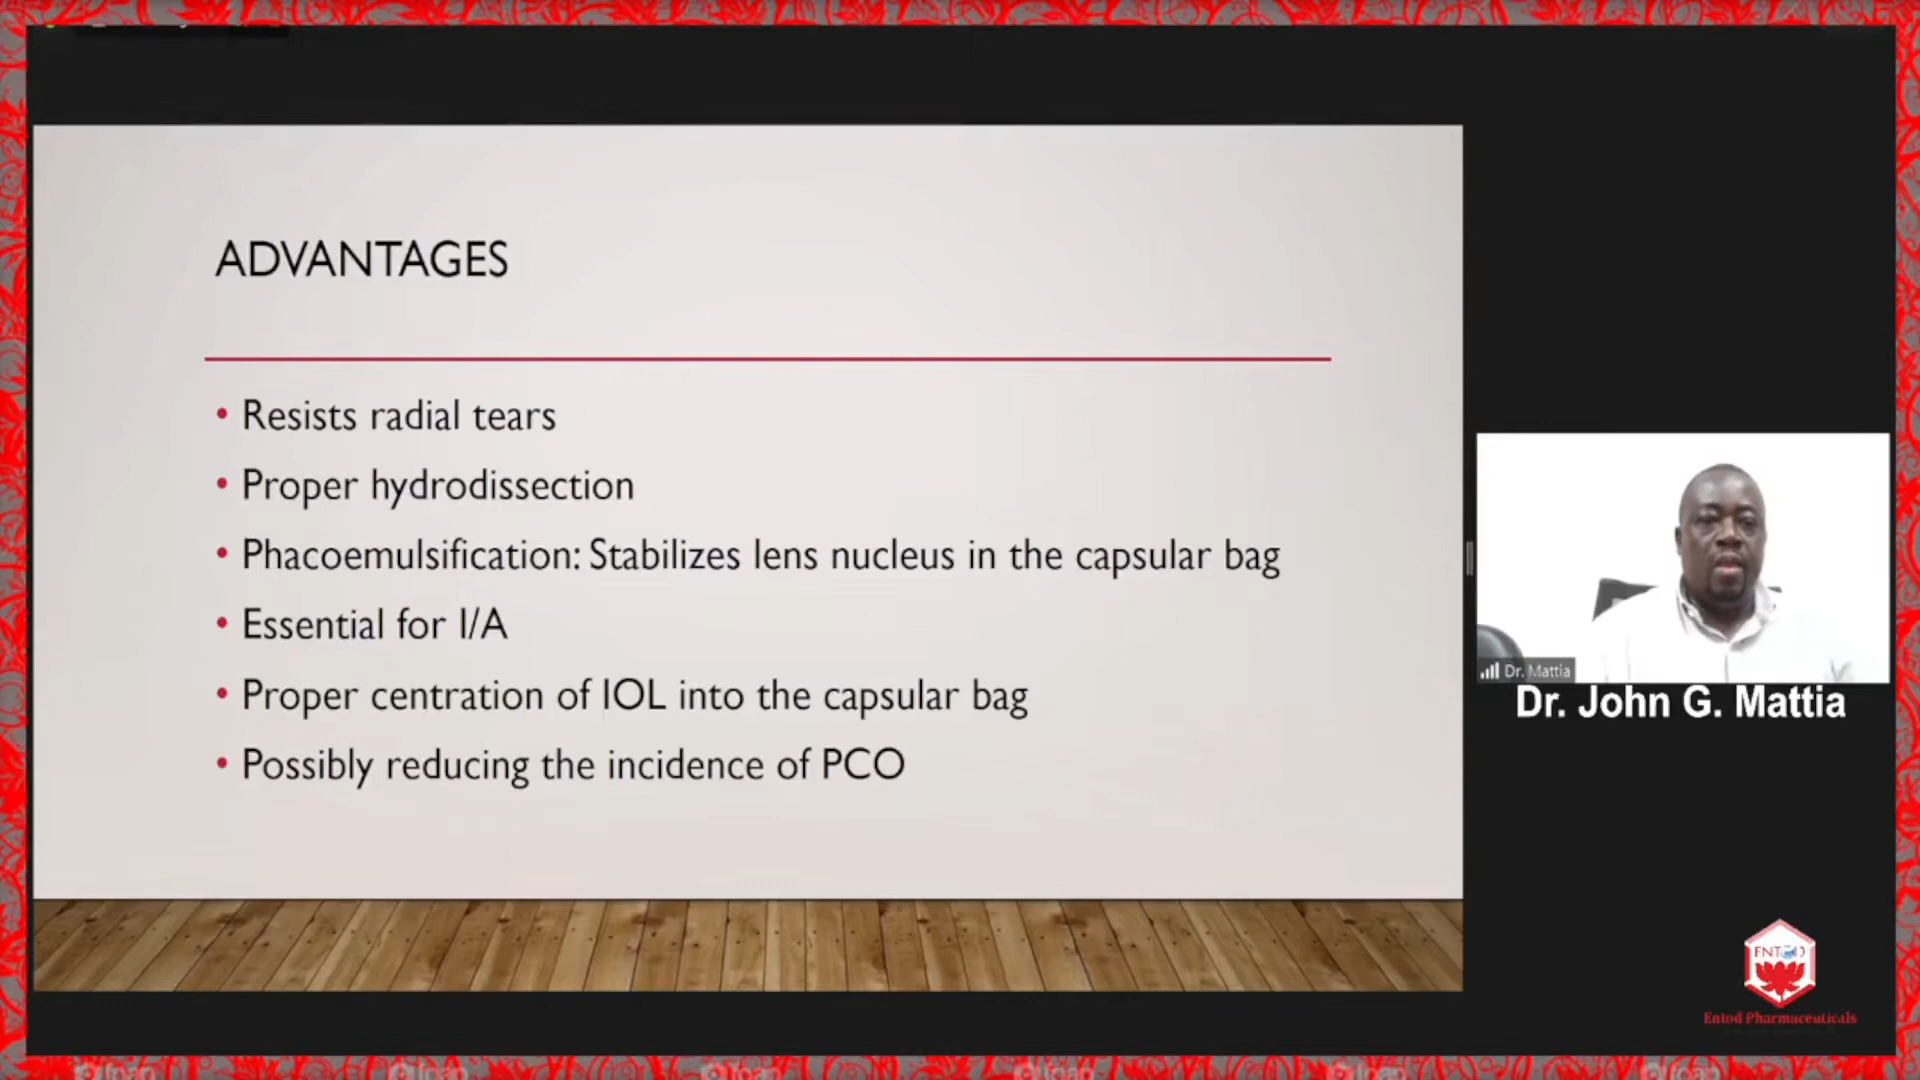 ADVANTAGES
• Resists radial tears
• Proper hydrodissection
• Phacoemulsification: Stabilizes lens nucleus in the capsular bag
• Essential for I/A
• Proper centration of IOL into the capsular bag
• Possibly reducing the incidence of PCO
Dr. Mattia
Dr. John G. Mattia
ENTOD
Entod Pharmaceuticals